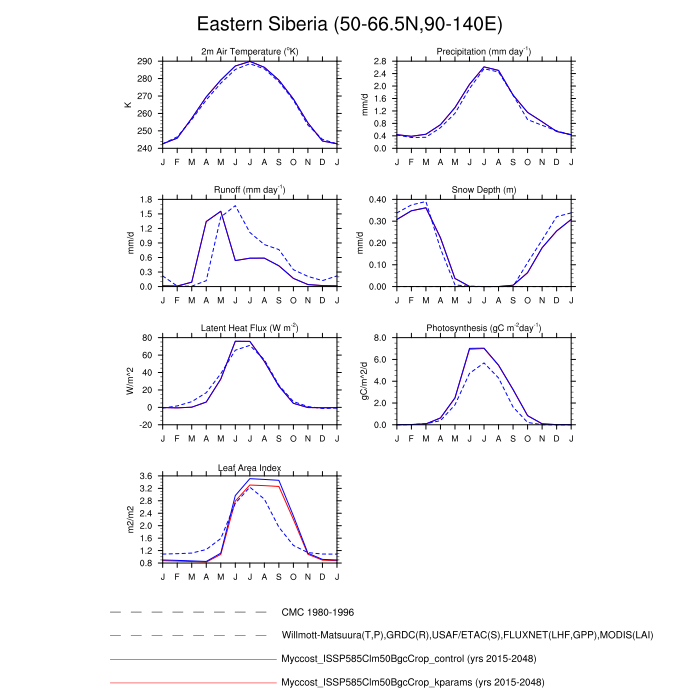 Eastern Siberia (50-66.5N,90-140E)
2m Air Temperature (°K)
290
280
270
260
250
240
K
J F M A M J J A S O N D J
Precipitation (mm day-1)
2.8
2.4
2.0
1.6
1.2
0.8
0.4
0.0
mm/d
J F M A M J J A S O N D J
Runoff (mm day-1)
1.8
1.5
1.2
0.9
0.6
0.3
0.0
mm/d
J F M A M J J A S O N D J
Snow Depth (m)
0.40
0.30
0.20
0.10
0.00
mm/d
J F M A M J J A S O N D J
Latent Heat Flux (W m-2)
80
60
40
20
0
-20
W/m^2
J F M A M J J A S O N D J
Photosynthesis (gC m-2day-1)
8.0
6.0
4.0
2.0
0.0
gC/m^2/d
J F M A M J J A S O N D J
Leaf Area Index
3.6
3.2
2.8
2.4
2.0
1.6
1.2
0.8
m2/m2
J F M A M J J A S O N D J
CMC 1980-1996
Willmott-Matsuura(T,P),GRDC(R),USAF/ETAC(S),FLUXNET(LHF,GPP),MODIS(LAI)
Myccost_ISSP585Clm50BgcCrop_control (yrs 2015-2048)
Myccost_ISSP585Clm50BgcCrop_kparams (yrs 2015-2048)